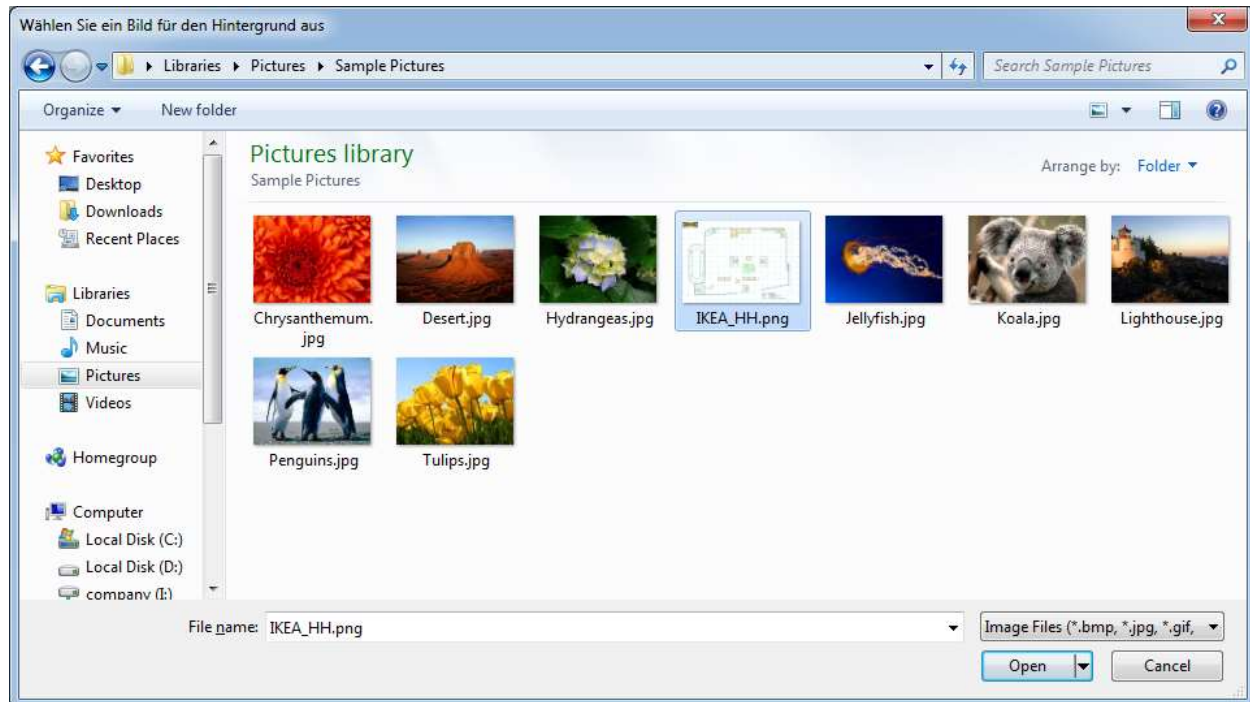 Wählen Sie ein Bild für den Hintergrund aus
Libraries Pictures Sample Pictures
Search Sample Pictures
Organize New folder
Favorites
Desktop
Downloads
Recent Places
Libraries
Documents
Music
Pictures
Videos
Homegroup
Computer
Local Disk (C:)
Local Disk (D:)
company (I:)
Pictures library
Sample Pictures
Arrange by: Folder
Chrysanthemum.
jpg
Desert.jpg
Hydrangeas.jpg
IKEA_HH.png
Jellyfish.jpg
Koala.jpg
Lighthouse.jpg
Penguins.jpg
Tulips.jpg
File name: IKEA_HH.png
Image Files (*.bmp, *.jpg, *.gif,
Open
Cancel